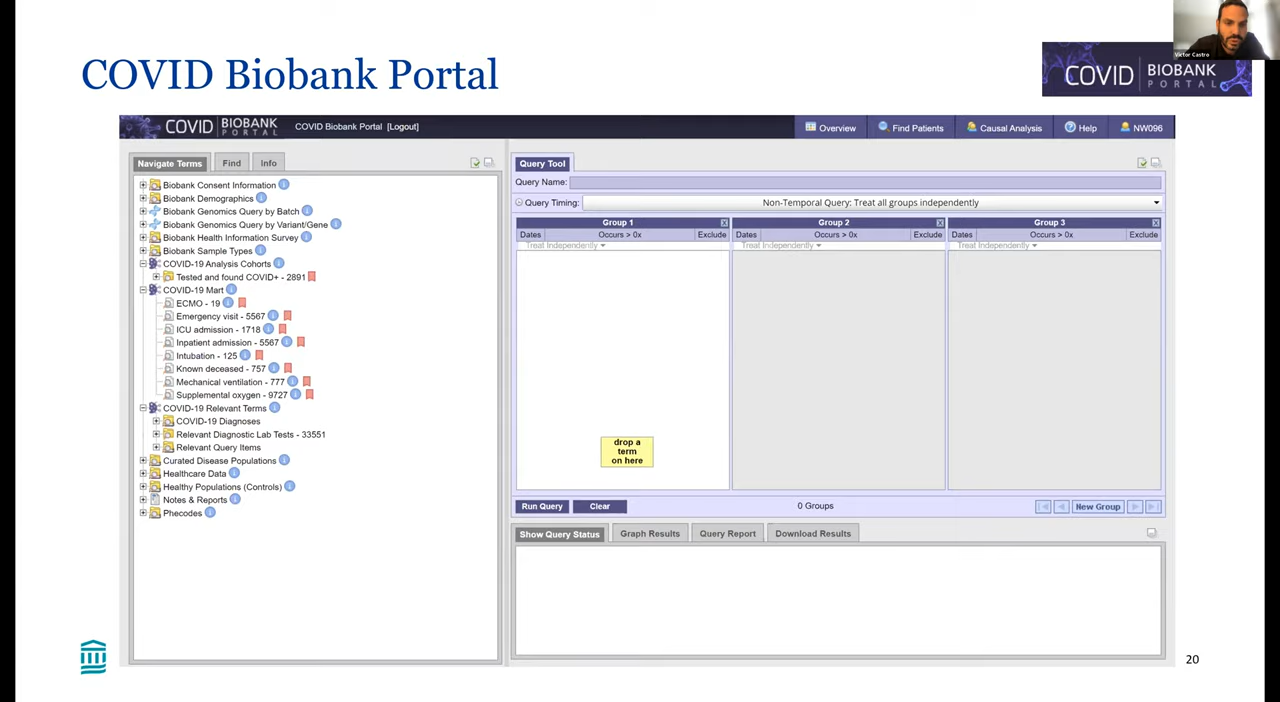 COVID Biobank Portal
Victor Castro
COVID BIOBANK PORTAL
COVID BIOBANK PORTAL
COVID Biobank Portal [Logout]
Overview
Find Patients
Causal Analysis
Help
NW096
Navigate Terms
Find
Info
Biobank Consent Information
Biobank Demographics
Biobank Genomics Query by Batch
Biobank Genomics Query by Variant/Gene
Biobank Health Information Survey
Biobank Sample Types
COVID-19 Analysis Cohorts
Tested and found COVID+ - 2891
COVID-19 Mart
ECMO - 19
Emergency visit - 5567
ICU admission - 1718
Inpatient admission - 5567
Intubation - 125
Known deceased - 757
Mechanical ventilation - 777
Supplemental oxygen - 9727
COVID-19 Relevant Terms
COVID-19 Diagnoses
Relevant Diagnostic Lab Tests - 33551
Relevant Query Items
Curated Disease Populations
Healthcare Data
Healthy Populations (Controls)
Notes & Reports
Phecodes
Query Tool
Query Name:
Query Timing:
Non-Temporal Query: Treat all groups independently
Group 1
Dates
Occurs > 0x
Exclude
Treat Independently
Group 2
Dates
Occurs > 0x
Exclude
Treat Independently
Group 3
Dates
Occurs > 0x
Exclude
Treat Independently
drop a
term
on here
Run Query
Clear
0 Groups
New Group
Show Query Status
Graph Results
Query Report
Download Results
20